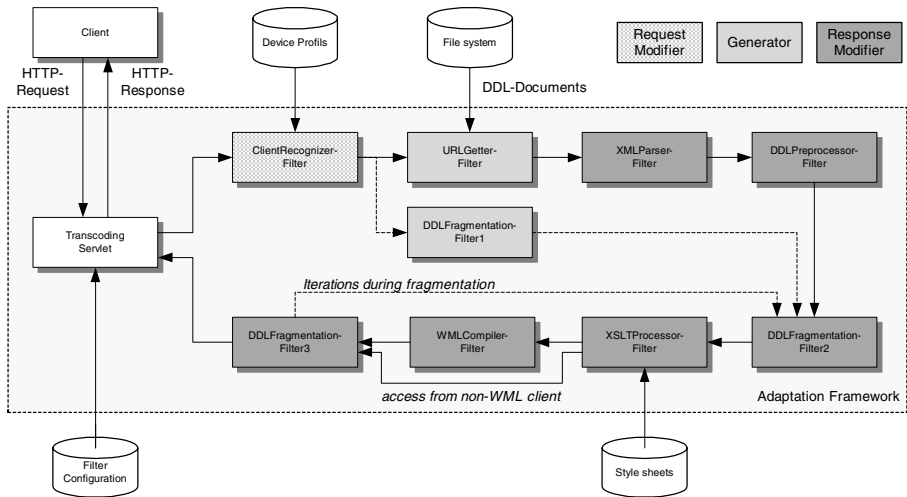 Client
Device Profils
File system
Request
Modifier
Generator
Response
Modifier
HTTP-
Request
HTTP-
Response
DDL-Documents
ClientRecognizer-
Filter
URLGetter-
Filter
XMLParser-
Filter
DDLPreprocessor-
Filter
Transcoding
Servlet
DDLFragmentation-
Filter1
Iterations during fragmentation
DDLFragmentation-
Filter3
WMLCompiler-
Filter
XSLTProcessor-
Filter
DDLFragmentation-
Filter2
access from non-WML client
Adaptation Framework
Filter
Configuration
Style sheets